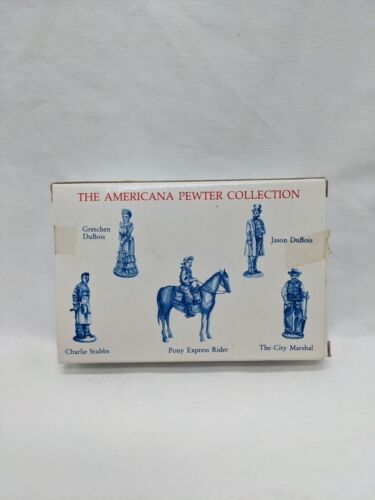 THE AMERICANA PEWTER COLLECTION
Gretchen
DuBois
Jason DuBois
Charlie Stubbs
Pony Express Rider
The City Marshal